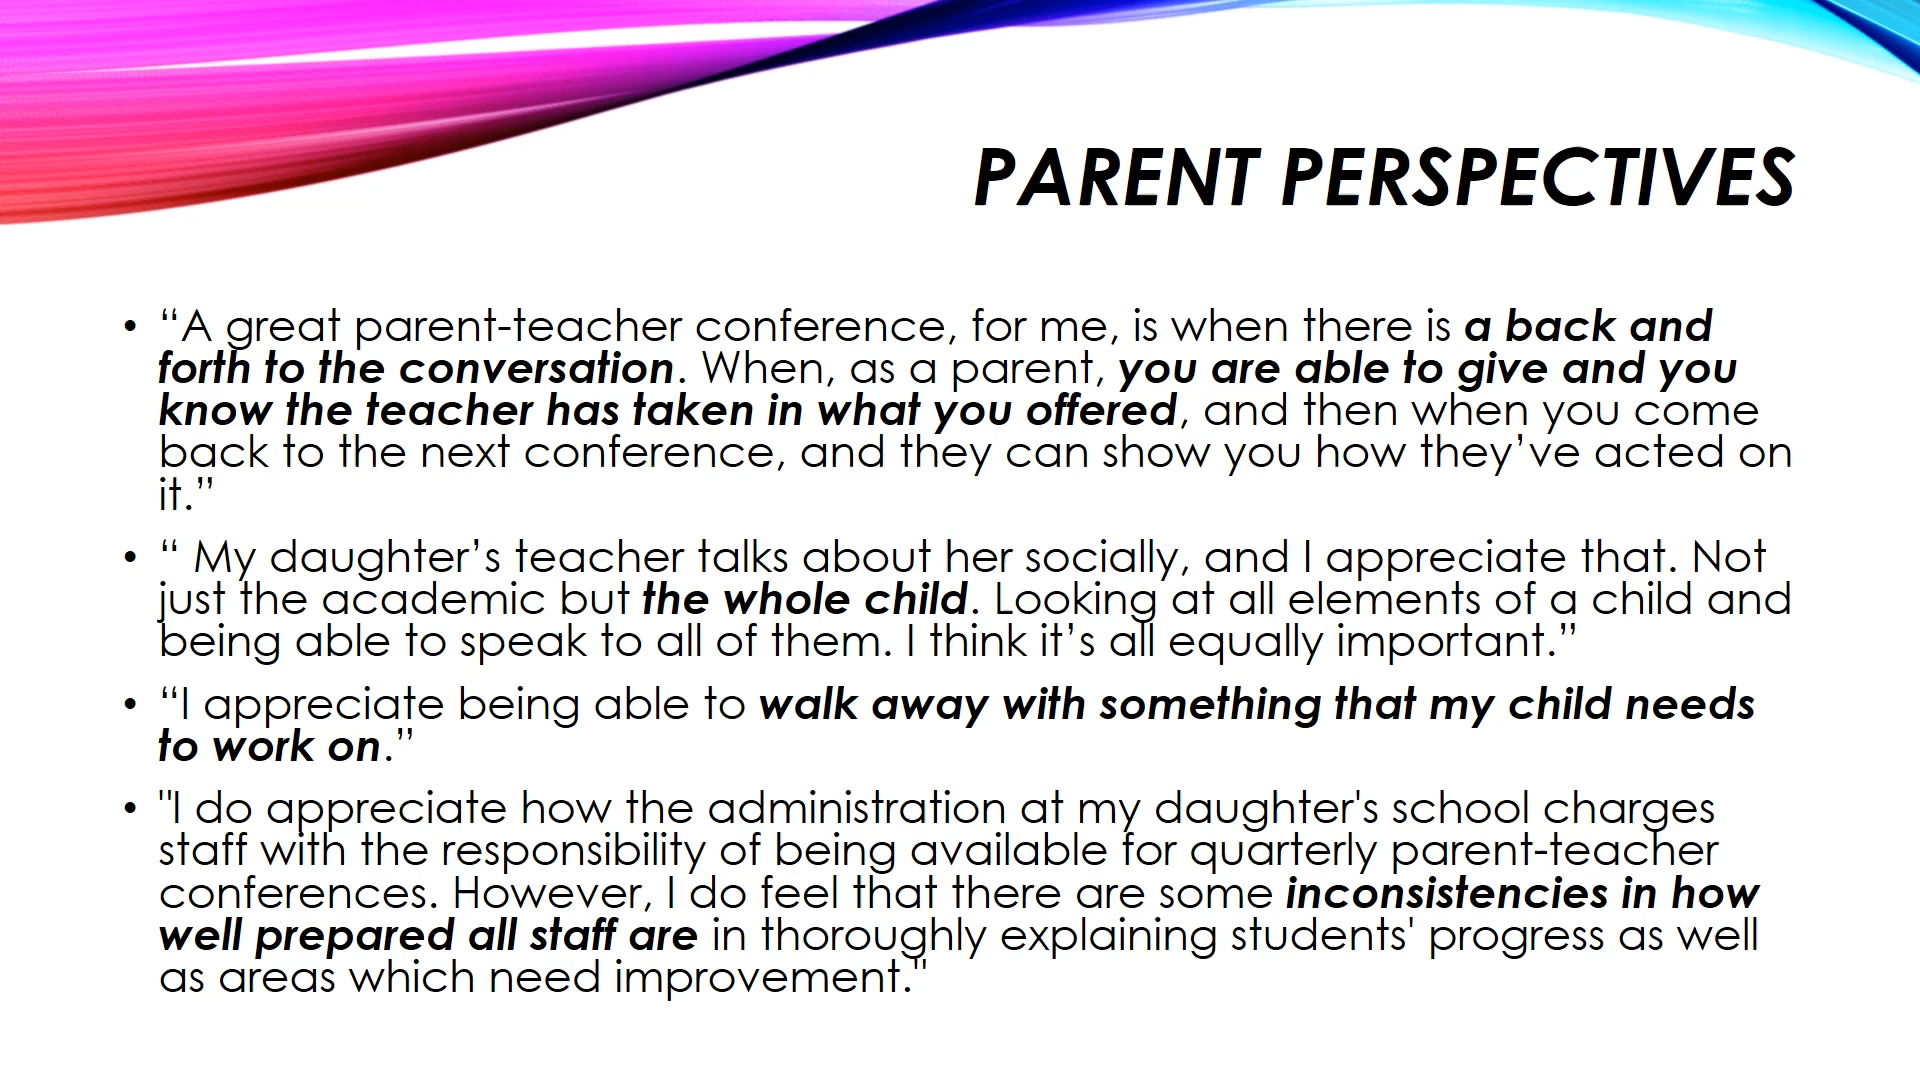 PARENT PERSPECTIVES
• “A great parent-teacher conference, for me, is when there is a back and
forth to the conversation. When, as a parent, you are able to give and you
know the teacher has taken in what you offered, and then when you come
back to the next conference, and they can show you how they’ve acted on
it.”
• “ My daughter’s teacher talks about her socially, and I appreciate that. Not
just the academic but the whole child. Looking at all elements of a child and
being able to speak to all of them. I think it’s all equally important.”
• “I appreciate being able to walk away with something that my child needs
to work on.”
• "I do appreciate how the administration at my daughter's school charges
staff with the responsibility of being available for quarterly parent-teacher
conferences. However, I do feel that there are some inconsistencies in how
well prepared all staff are in thoroughly explaining students' progress as well
as areas which need improvement."